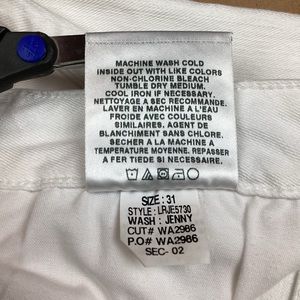 MACHINE WASH COLD
INSIDE OUT WITH LIKE COLORS
NON-CHLORINE BLEACH
TUMBLE DRY MEDIUM.
COOL IRON IF NECESSARY.
NETTOYAGE A SEC RECOMMANDER.
LAVER EN MACHINE A L'EAU
FROIDE AVEC COULEURS
SIMILAIRES. AGENT DE
BLANCHIMENT SANS CHLORE.
SECHER A LA MACHINE A
TEMPERATURE MOYENNE. REPASSER
A FER TIEDE SI NECESSAIRE.
SIZE : 31
STYLE : LRJE5730
WASH : JENNY
CUT# WA2986
P.O# WA2986
SEC- 02